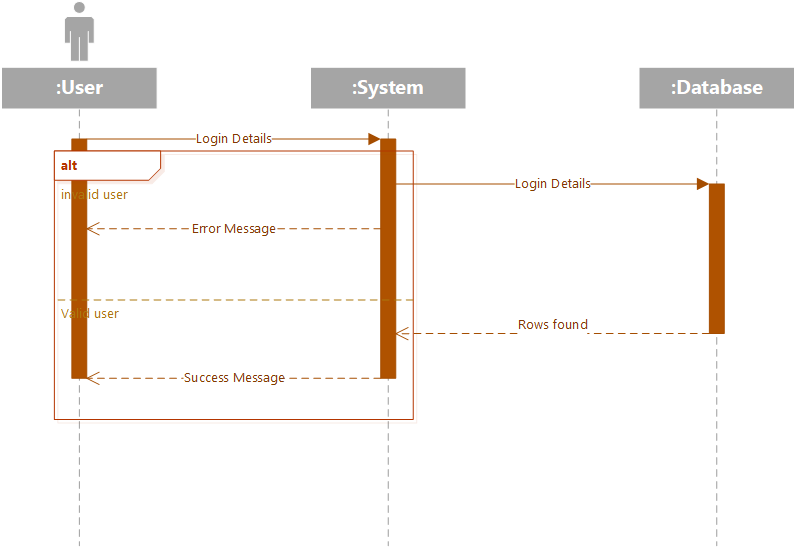 :User
:System
:Database
Login Details
alt
Login Details
invalid user
Error Message
Valid user
Rows found
Success Message